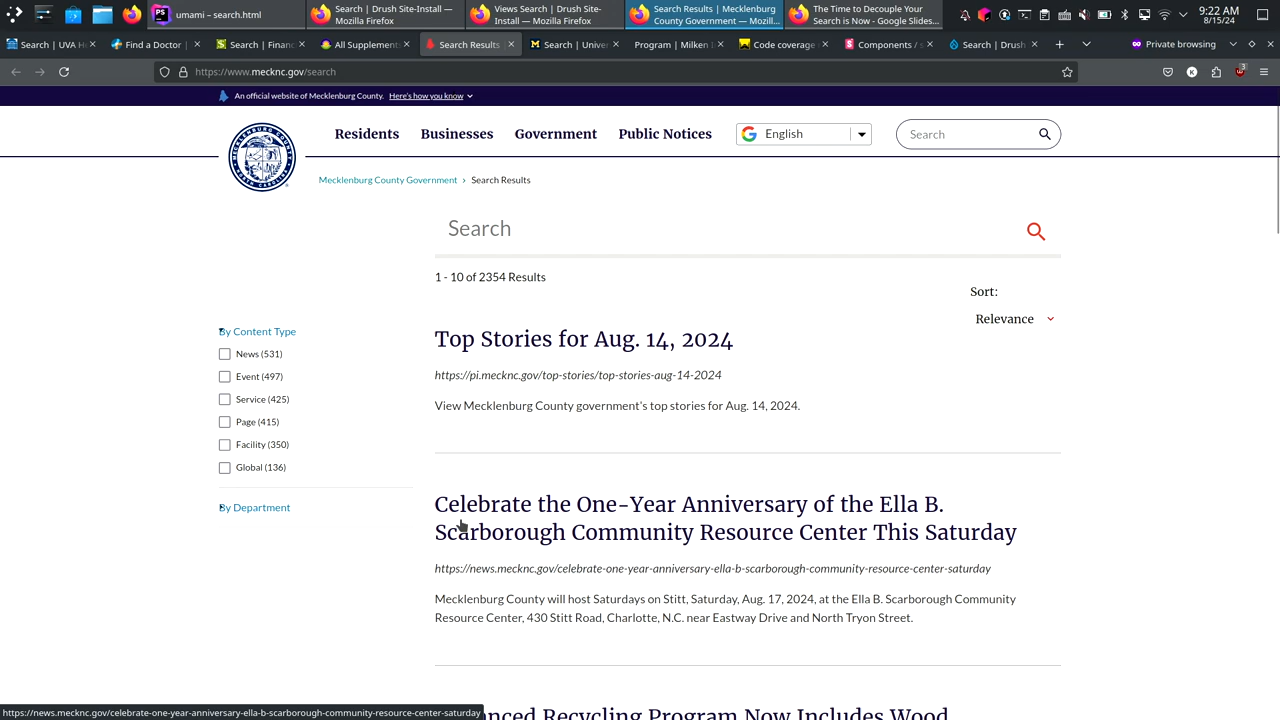 umami – search.html
Search | Drush Site-Install —
Mozilla Firefox
Views Search | Drush Site-
Install — Mozilla Firefox
Search Results | Mecklenburg
County Government — Mozil...
The Time to Decouple Your
Search is Now - Google Slides...
9:22 AM
8/15/24
Search | UVA H
Find a Doctor |
Search | Financ
All Supplement
Search Results
Search | Univer
Program | Milken I
Code coverage
Components / s
Search | Drush
Private browsing
https://www.mecknc.gov/search
3
An official website of Mecklenburg County. Here's how you know
MECKLENBURG COUNTY
NORTH CAROLINA
Residents
Businesses
Government
Public Notices
English
Search
Mecklenburg County Government › Search Results
Search
1 - 10 of 2354 Results
Sort:
Relevance
By Content Type
News (531)
Event (497)
Service (425)
Page (415)
Facility (350)
Global (136)
By Department
Top Stories for Aug. 14, 2024
https://pi.mecknc.gov/top-stories/top-stories-aug-14-2024
View Mecklenburg County government's top stories for Aug. 14, 2024.
Celebrate the One-Year Anniversary of the Ella B.
Scarborough Community Resource Center This Saturday
https://news.mecknc.gov/celebrate-one-year-anniversary-ella-b-scarborough-community-resource-center-saturday
Mecklenburg County will host Saturdays on Stitt, Saturday, Aug. 17, 2024, at the Ella B. Scarborough Community
Resource Center, 430 Stitt Road, Charlotte, N.C. near Eastway Drive and North Tryon Street.
Recycling Program Now Includes Wood
https://news.mecknc.gov/celebrate-one-year-anniversary-ella-b-scarborough-community-resource-center-saturday